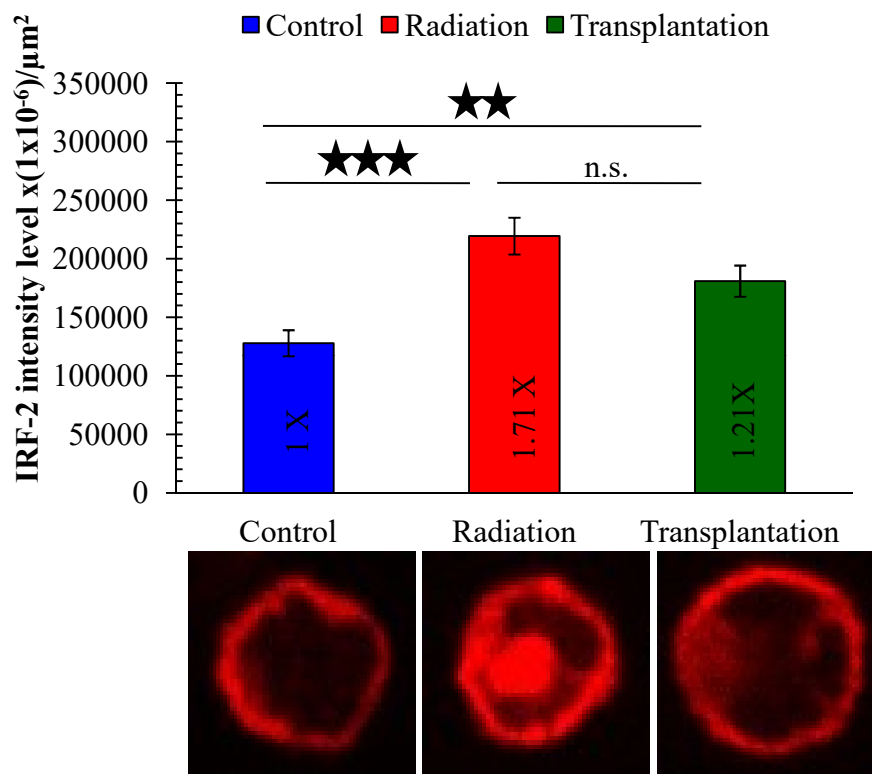 Control Radiation Transplantation
IRF-2 intensity level x(1x10⁻⁶)/µm²
350000
300000
250000
200000
150000
100000
50000
0
★★
★★★
n.s.
1 X
1.71 X
1.21X
Control Radiation Transplantation